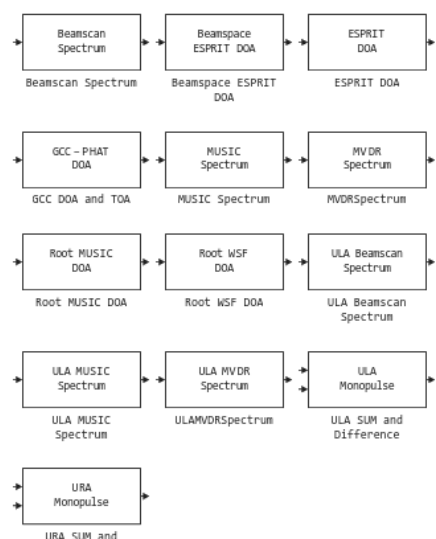 Beamscan
Spectrum
Beamscan Spectrum
Beamspace
ESPRIT DOA
Beamspace ESPRIT
DOA
ESPRIT
DOA
ESPRIT DOA
GCC-PHAT
DOA
GCC DOA and TOA
MUSIC
Spectrum
MUSIC Spectrum
MVDR
Spectrum
MVDRSpectrum
Root MUSIC
DOA
Root MUSIC DOA
Root WSF
DOA
Root WSF DOA
ULA Beamscan
Spectrum
ULA Beamscan
Spectrum
ULA MUSIC
Spectrum
ULA MUSIC
Spectrum
ULA MVDR
Spectrum
ULAMVDRSpectrum
ULA
Monopulse
ULA SUM and
Difference
URA
Monopulse
URA SUM and